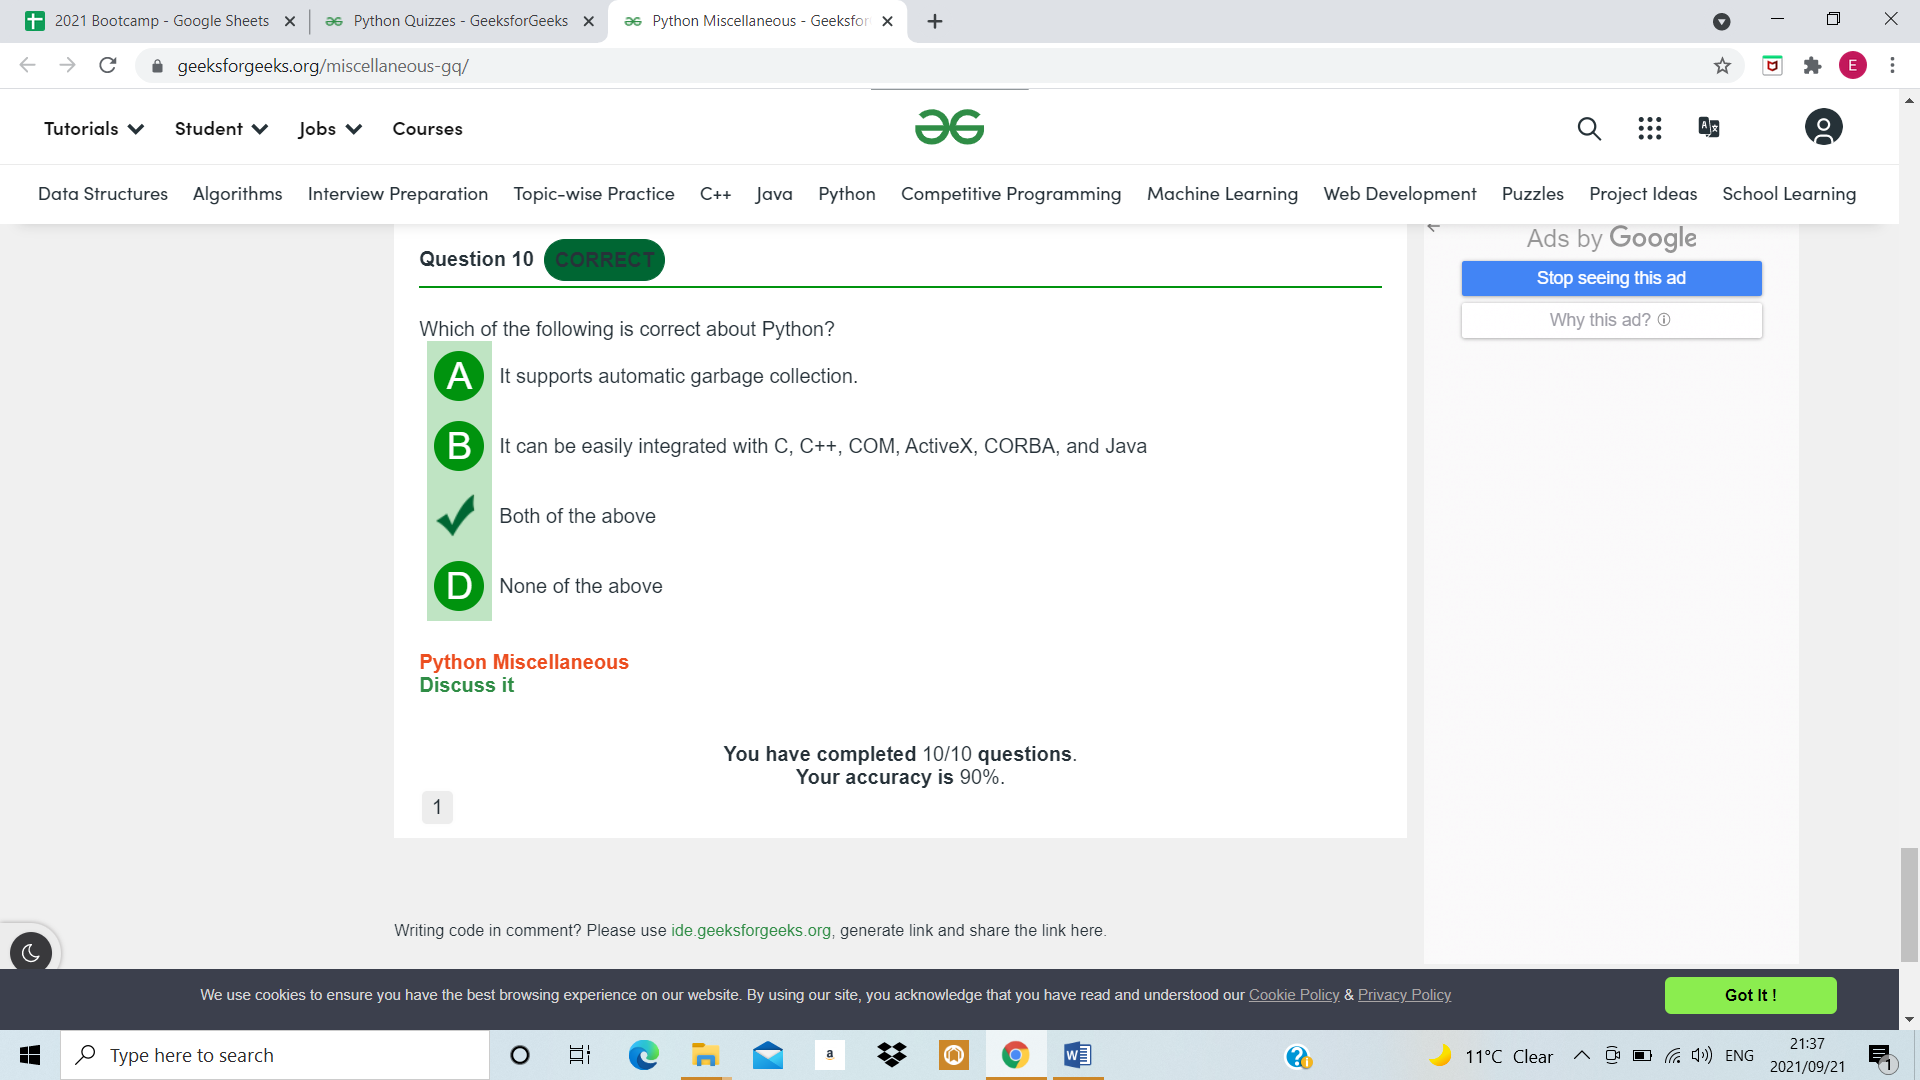 2021 Bootcamp - Google Sheets
Python Quizzes - GeeksforGeeks
Python Miscellaneous - Geeksfor
geeksforgeeks.org/miscellaneous-gq/
E
Tutorials
Student
Jobs
Courses
Data Structures
Algorithms
Interview Preparation
Topic-wise Practice
C++
Java
Python
Competitive Programming
Machine Learning
Web Development
Puzzles
Project Ideas
School Learning
Question 10 CORRECT
Which of the following is correct about Python?
A It supports automatic garbage collection.
B It can be easily integrated with C, C++, COM, ActiveX, CORBA, and Java
Both of the above
D None of the above
Python Miscellaneous
Discuss it
You have completed 10/10 questions.
Your accuracy is 90%.
1
Ads by Google
Stop seeing this ad
Why this ad?
Writing code in comment? Please use ide.geeksforgeeks.org, generate link and share the link here.
We use cookies to ensure you have the best browsing experience on our website. By using our site, you acknowledge that you have read and understood our Cookie Policy & Privacy Policy
Got It !
Type here to search
a
W
11°C Clear
ENG
21:37
2021/09/21
1